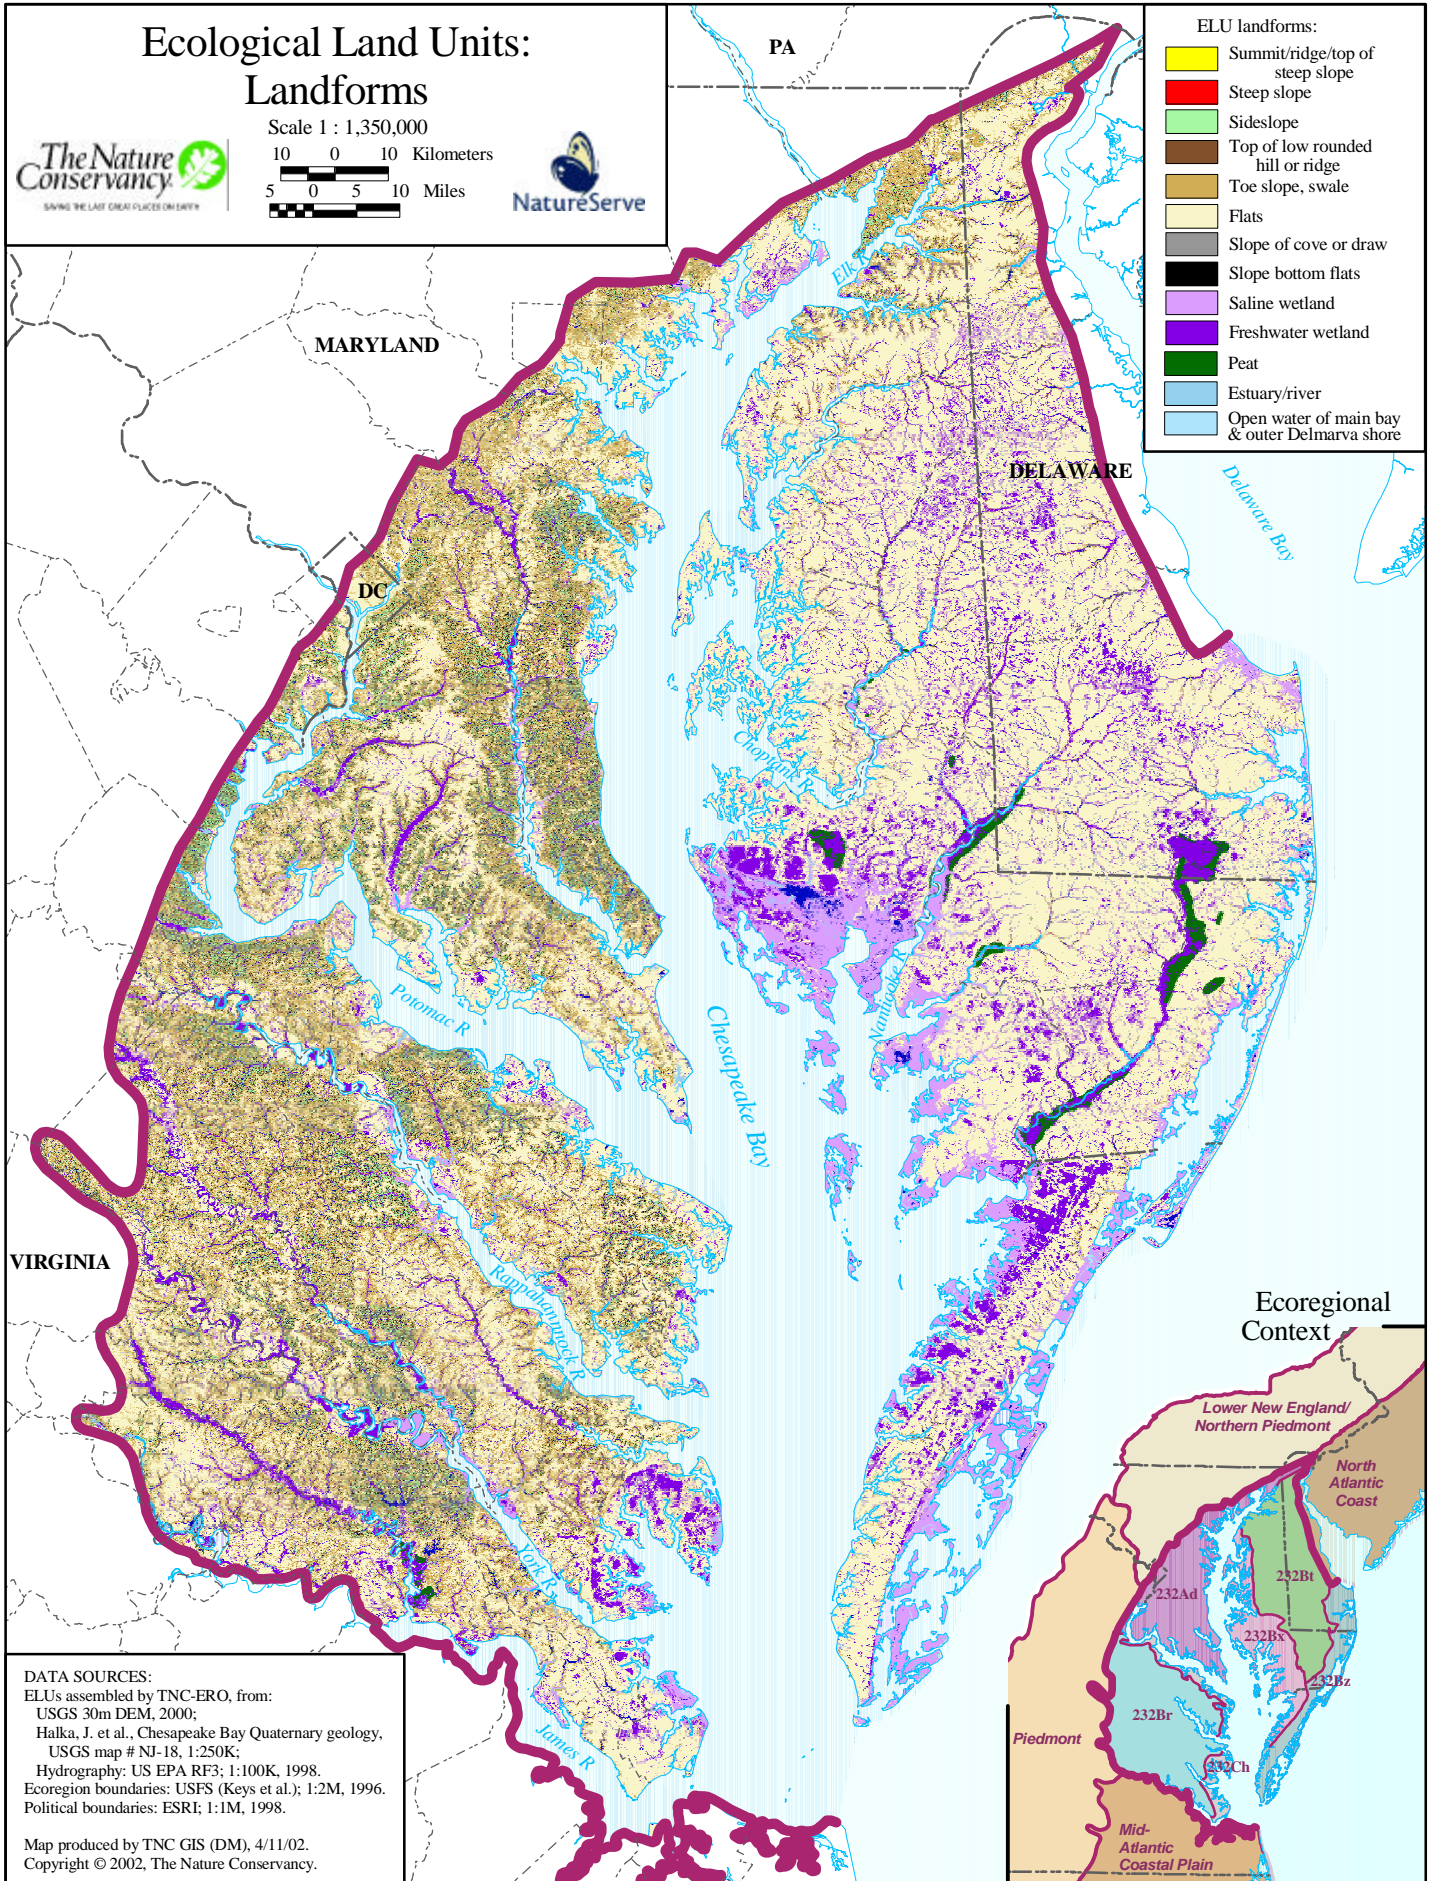 Ecological Land Units:
Landforms
Scale 1 : 1,350,000
10 0 10 Kilometers
5 0 5 10 Miles
The Nature
Conservancy
SAVING THE LAST GREAT PLACES ON EARTH
NatureServe
ELU landforms:
Summit/ridge/top of
steep slope
Steep slope
Sideslope
Top of low rounded
hill or ridge
Toe slope, swale
Flats
Slope of cove or draw
Slope bottom flats
Saline wetland
Freshwater wetland
Peat
Estuary/river
Open water of main bay
& outer Delmarva shore
PA
MARYLAND
DELAWARE
DC
VIRGINIA
Elk R
Delaware Bay
Choptank R
Nanticoke R
Potomac R
Chesapeake Bay
Rappahannock R
York R
James R
Ecoregional
Context
Lower New England/
Northern Piedmont
North
Atlantic
Coast
232Ad
232Bt
232Bx
232Bz
232Br
232Ch
Piedmont
Mid-
Atlantic
Coastal Plain
DATA SOURCES:
ELUs assembled by TNC-ERO, from:
USGS 30m DEM, 2000;
Halka, J. et al., Chesapeake Bay Quaternary geology,
USGS map # NJ-18, 1:250K;
Hydrography: US EPA RF3; 1:100K, 1998.
Ecoregion boundaries: USFS (Keys et al.); 1:2M, 1996.
Political boundaries: ESRI; 1:1M, 1998.
Map produced by TNC GIS (DM), 4/11/02.
Copyright © 2002, The Nature Conservancy.